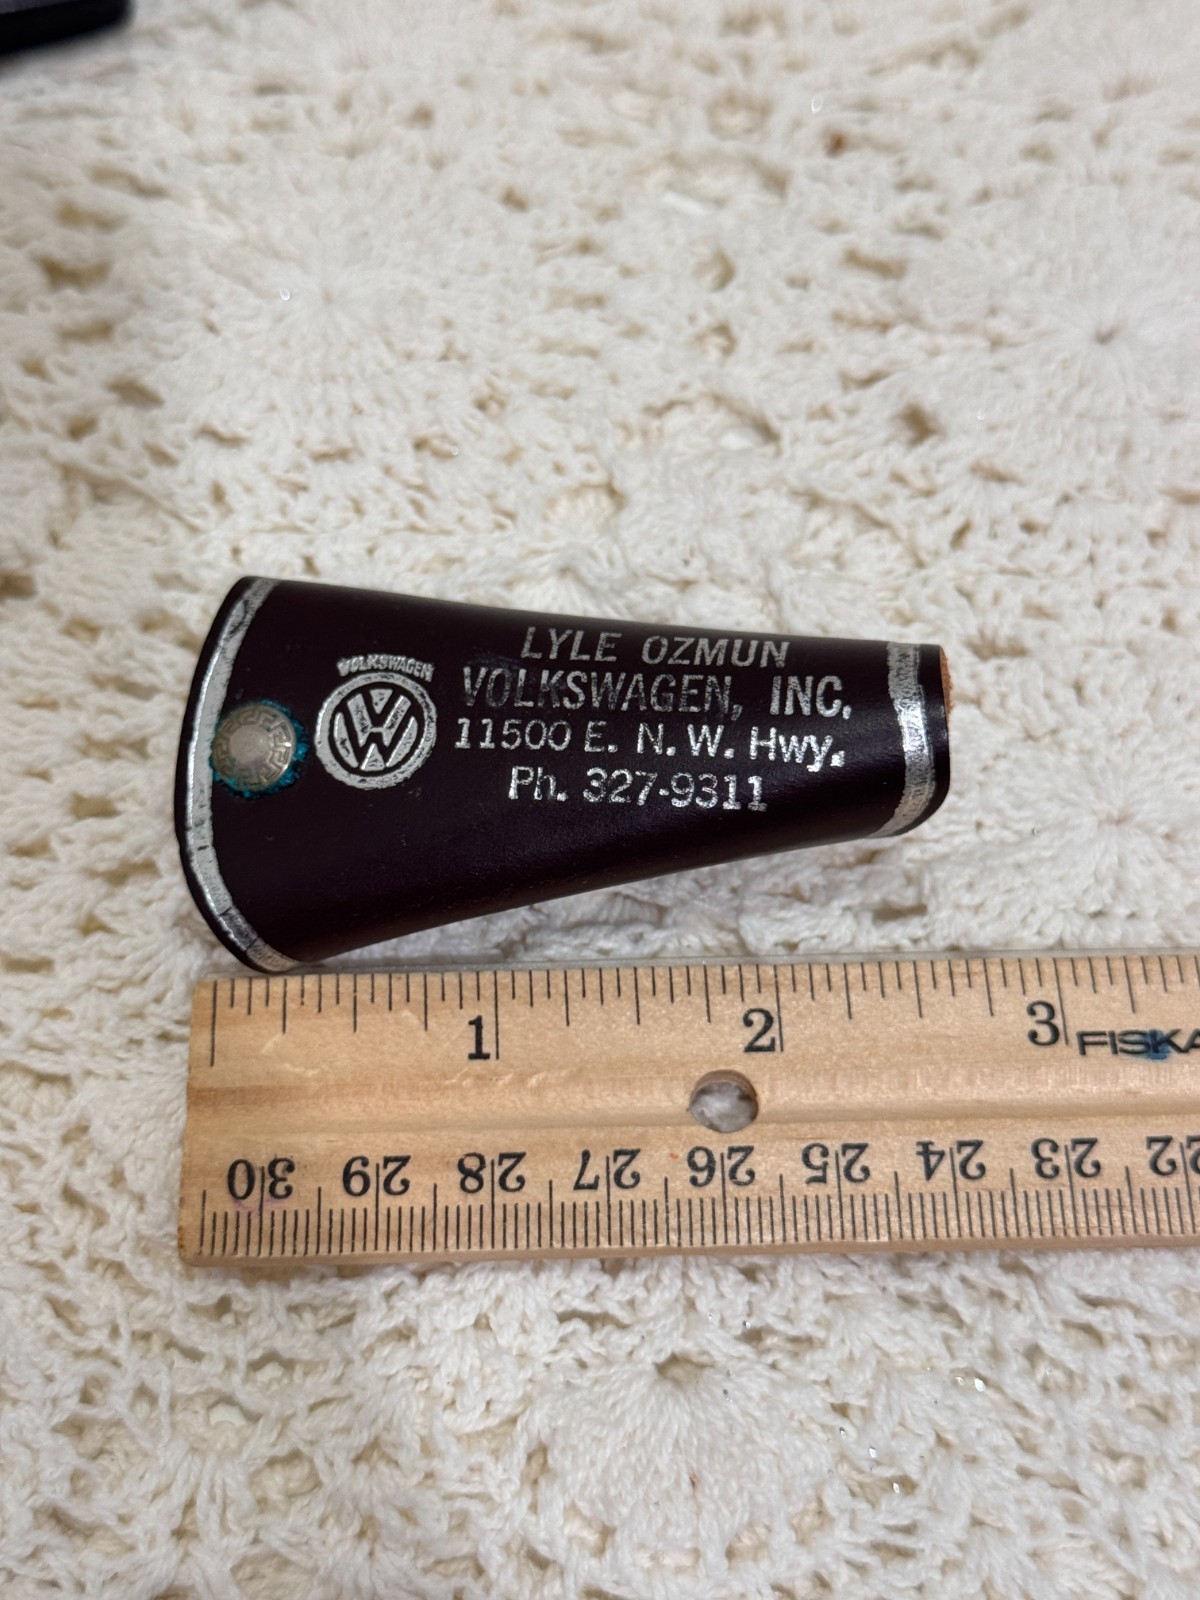 LYLE OZMUN
VOLKSWAGEN
VOLKSWAGEN, INC.
11500 E. N. W. Hwy.
Ph. 327-9311
1 2 3
FISKA
30 29 28 27 26 25 24 23 22